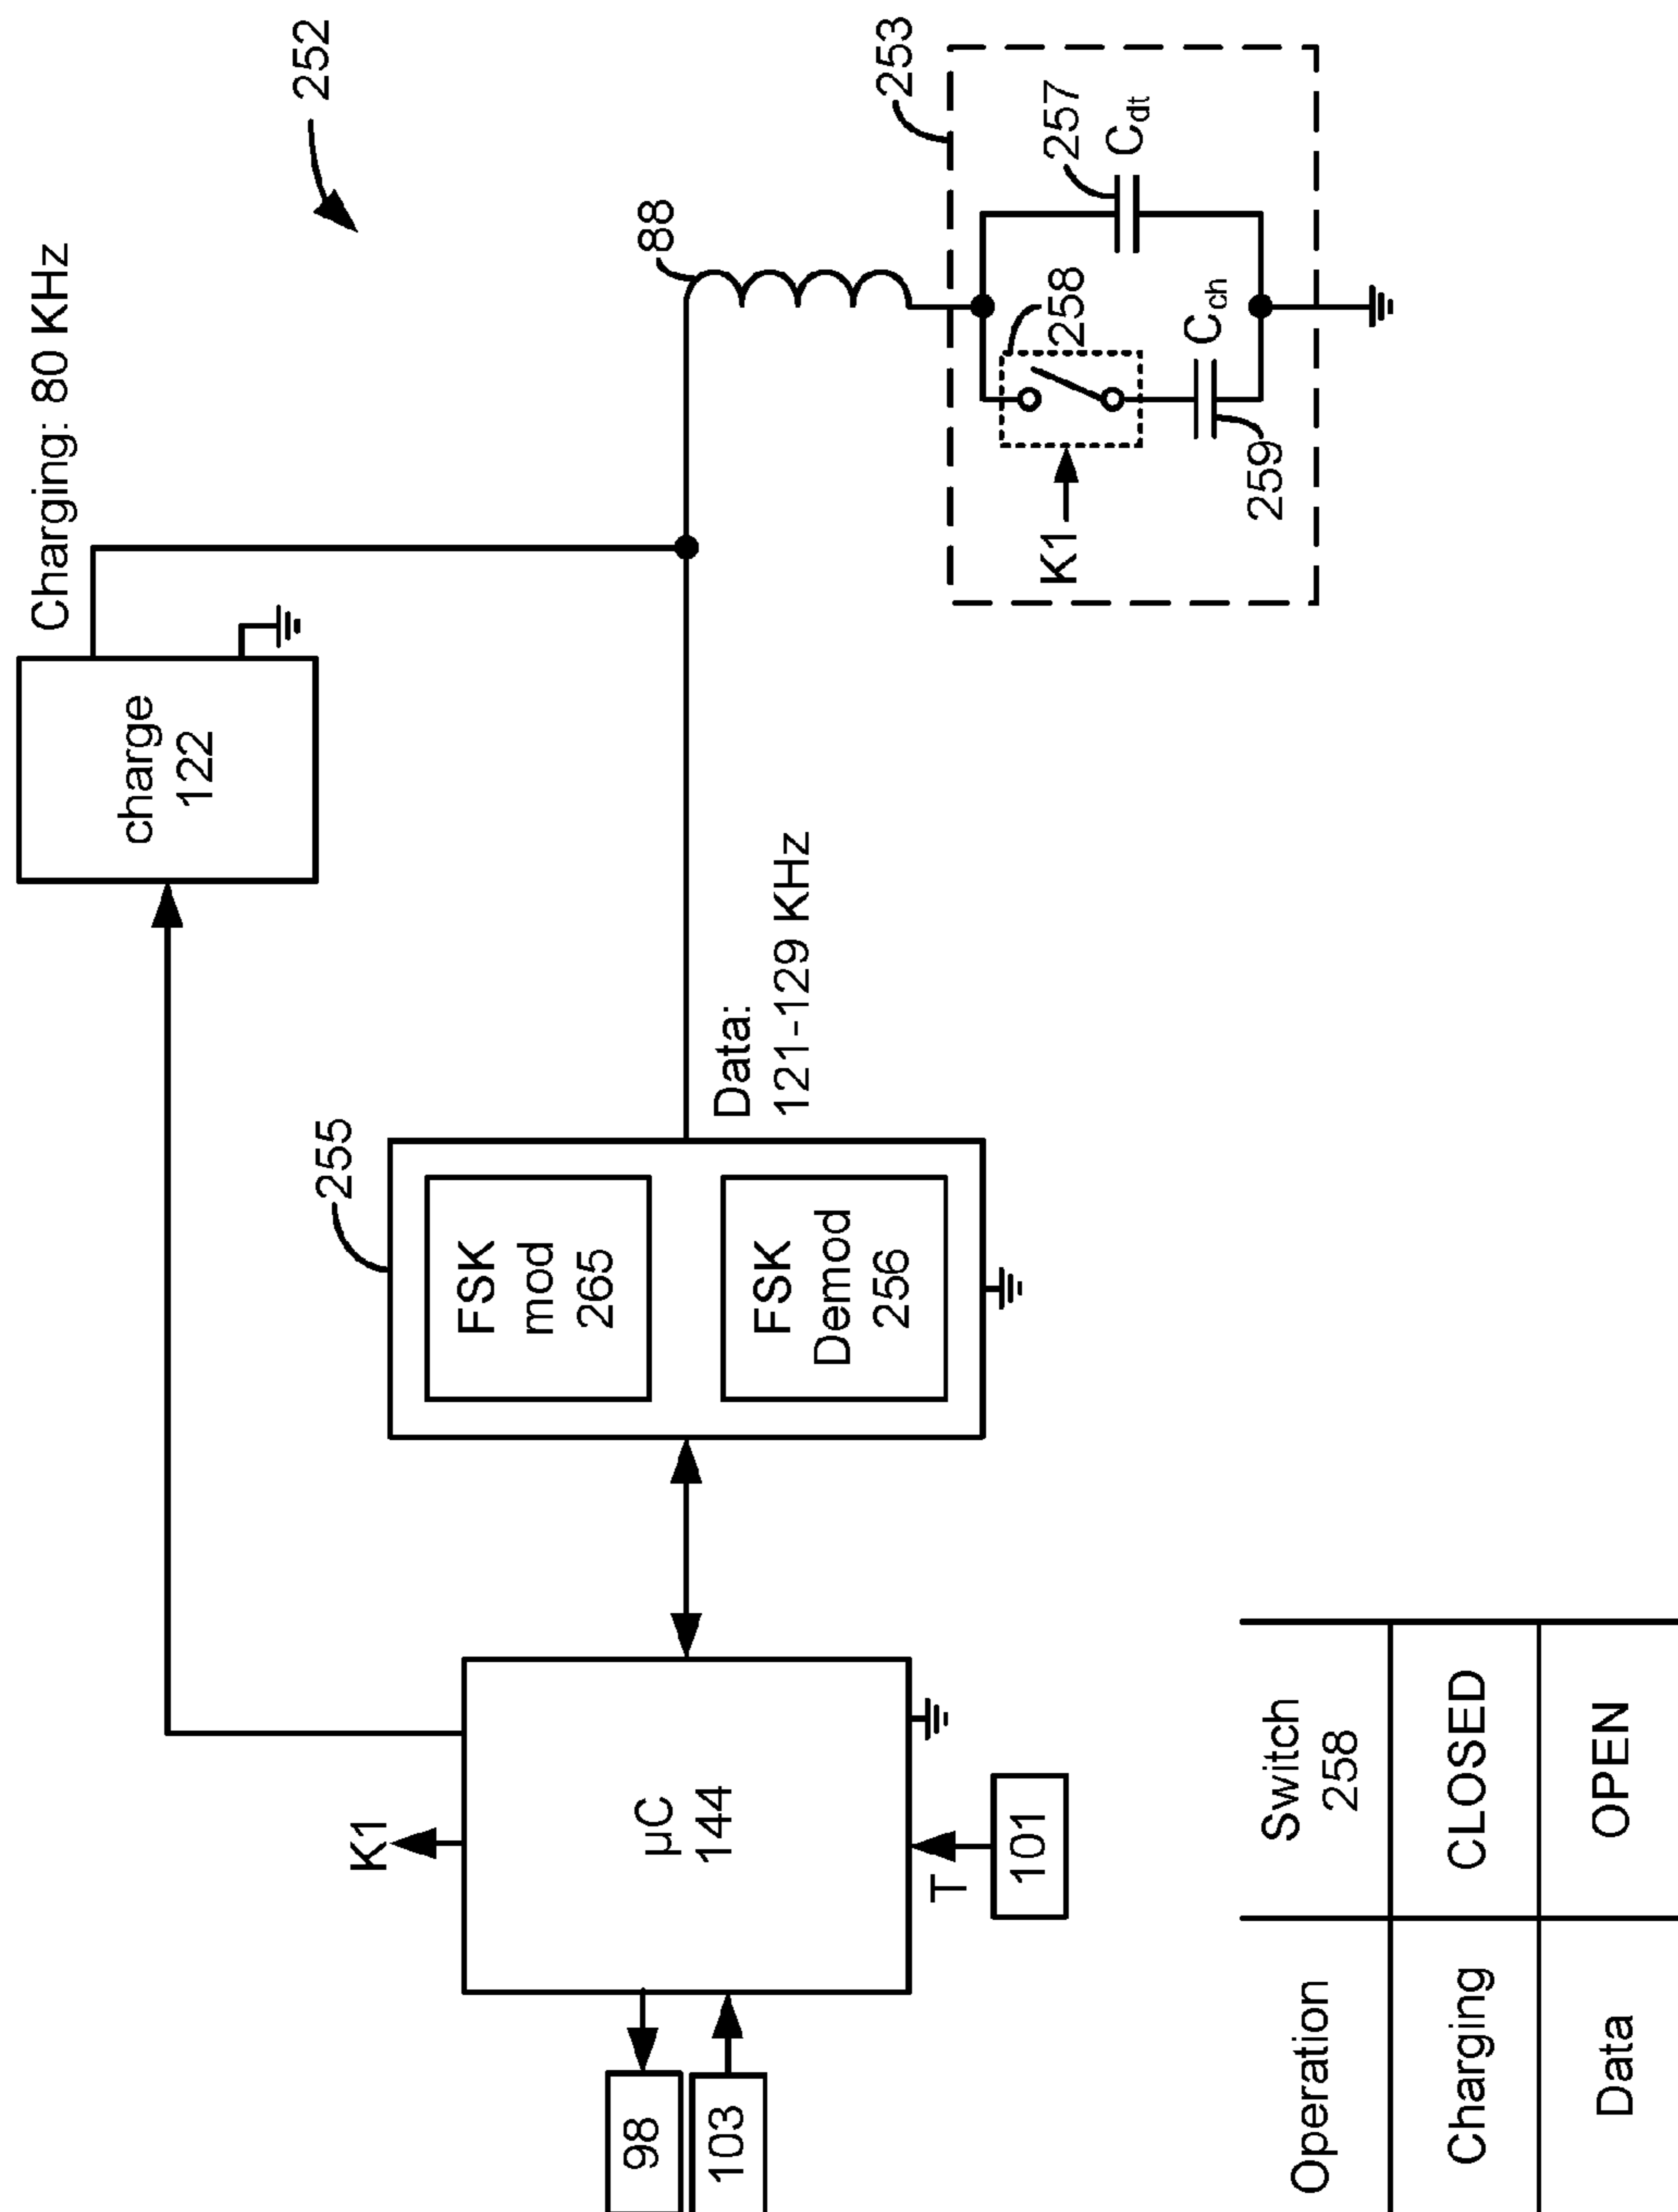 252
Charging: 80 KHz
charge
122
88
253
257
C_dt
258
C_ch
259
K1
Data:
121-129 KHz
255
FSK
mod
265
FSK
Demod
256
K1
µC
144
T
101
98
103
Operation
Switch
258
Charging
CLOSED
Data
OPEN